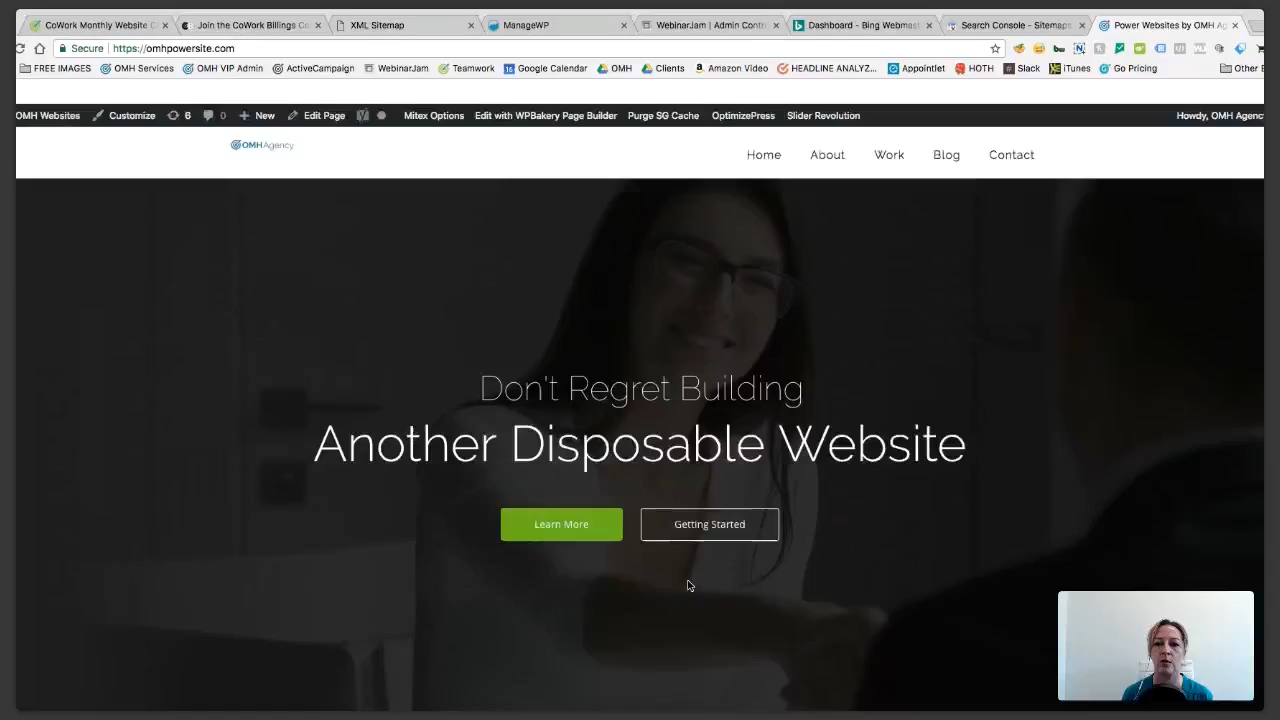 CoWork Monthly Website C
Join the CoWork Billings Co
XML Sitemap
ManageWP
WebinarJam | Admin Contr
Dashboard - Bing Webmast
Search Console - Sitemaps
Power Websites by OMH Ag
Secure
https://omhpowersite.com
FREE IMAGES
OMH Services
OMH VIP Admin
ActiveCampaign
WebinarJam
Teamwork
Google Calendar
OMH
Clients
Amazon Video
HEADLINE ANALYZ...
Appointlet
HOTH
Slack
iTunes
Go Pricing
Other
OMH Websites
Customize
6
0
New
Edit Page
Mitex Options
Edit with WPBakery Page Builder
Purge SG Cache
OptimizePress
Slider Revolution
Howdy, OMH Agenc
OMHAgency
Home
About
Work
Blog
Contact
Don't Regret Building
Another Disposable Website
Learn More
Getting Started